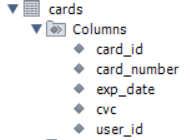 cards
Columns
card_id
card_number
exp_date
cvc
user_id